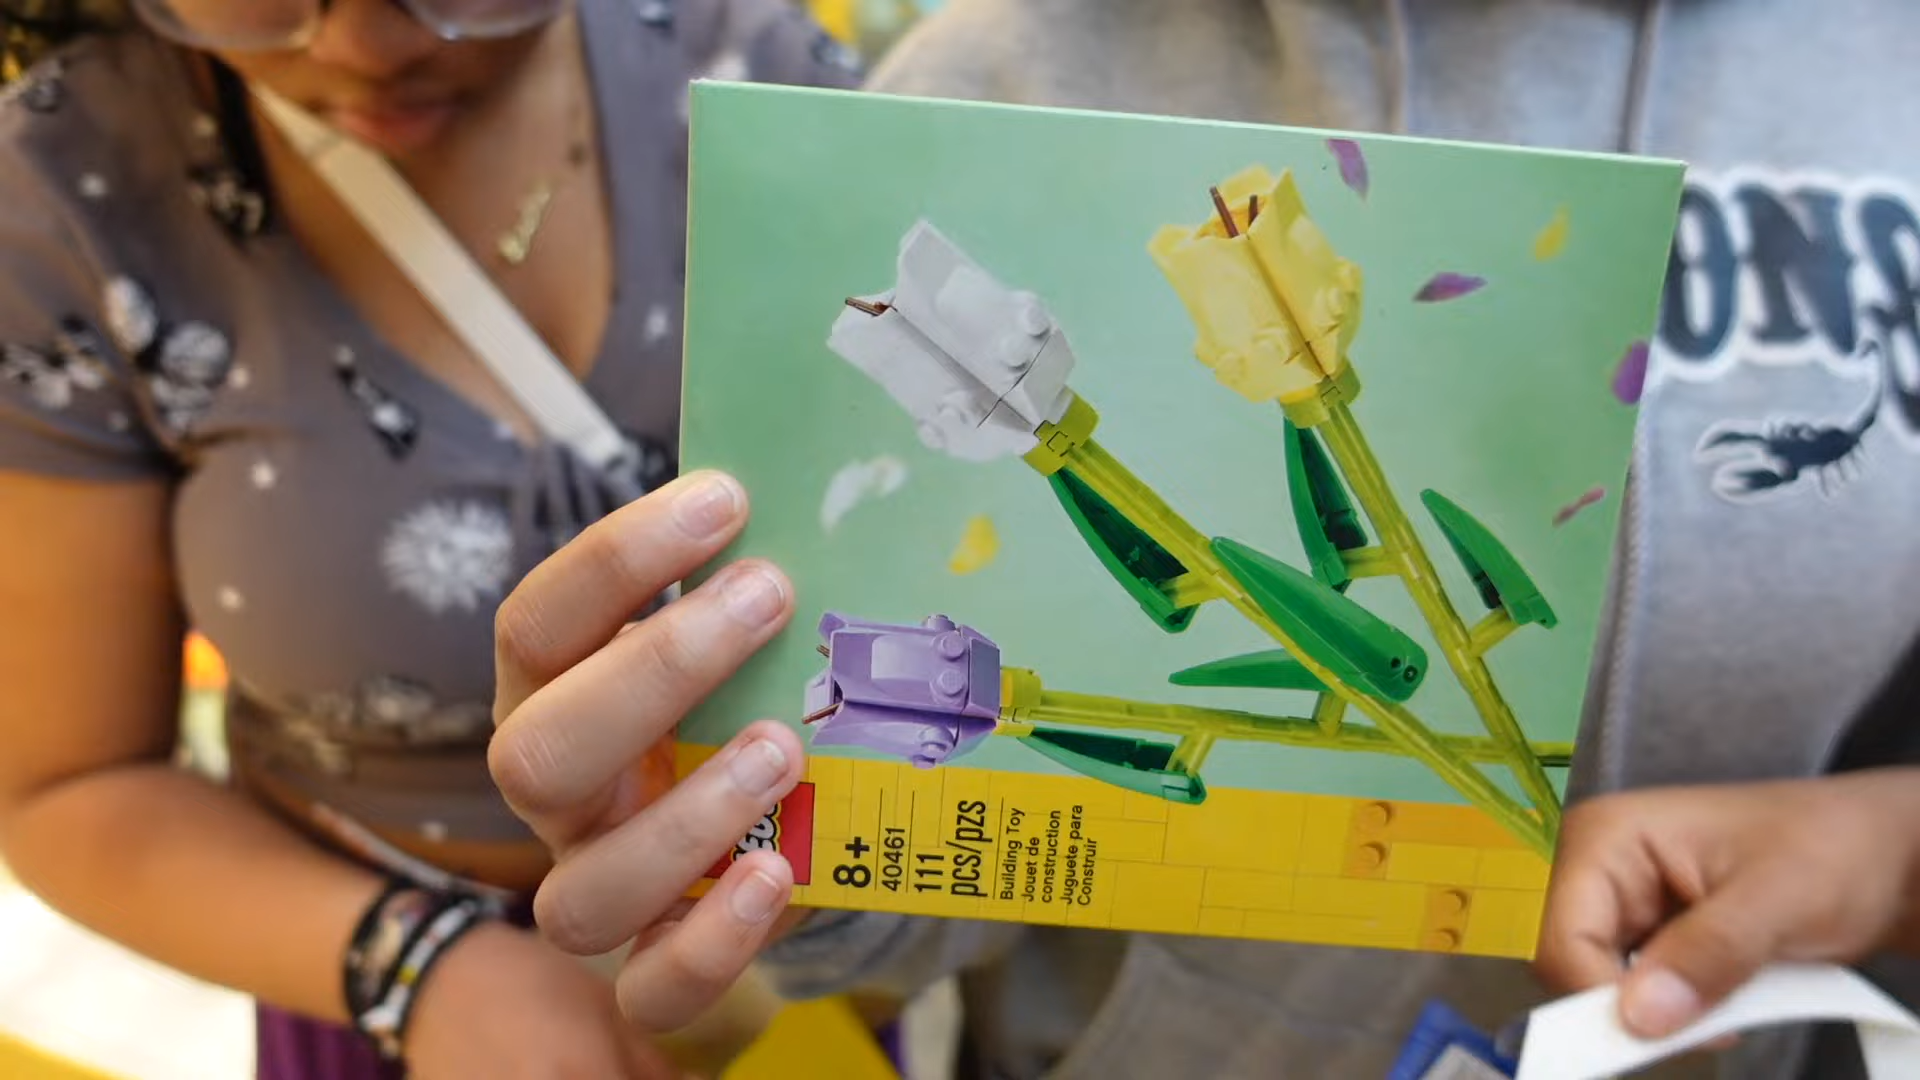 8+
40461
111
pcs/pzs
Building Toy
Jouet de
construction
Juguete para
Construir